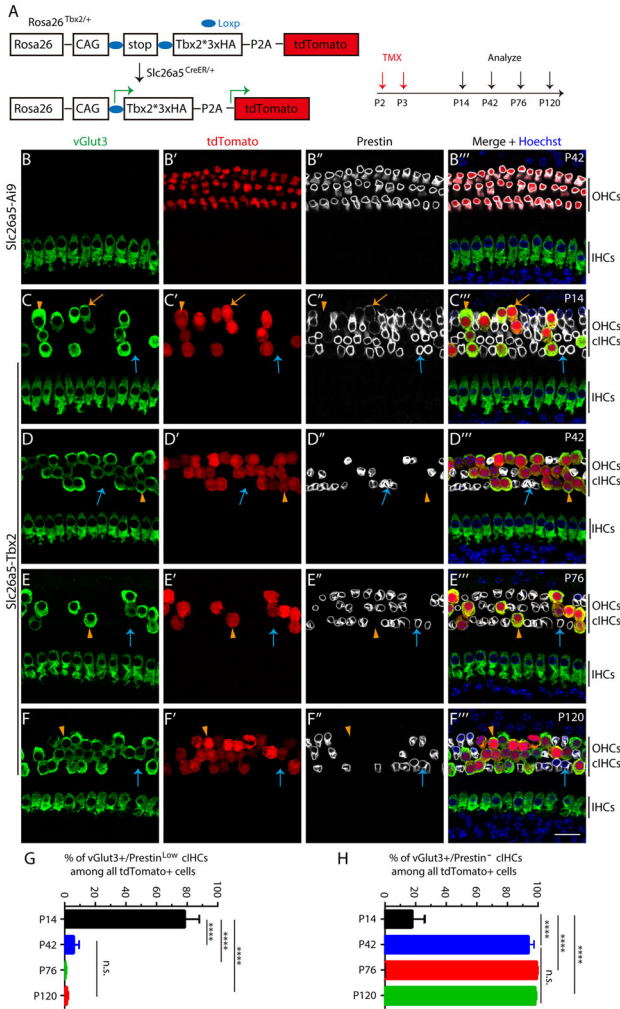 A
Rosa26 Tbx2/+
Loxp
Rosa26 CAG stop Tbx2*3xHA P2A tdTomato
Slc26a5 CreER/+
Rosa26 CAG Tbx2*3xHA P2A tdTomato
TMX Analyze
P2 P3 P14 P42 P76 P120
vGlut3 tdTomato Prestin Merge + Hoechst
Slc26a5-Ai9
B B' B" B"' P42
OHCs
IHCs
Slc26a5-Tbx2
C C' C" C"' P14
OHCs
cIHCs
IHCs
D D' D" D"' P42
OHCs
cIHCs
IHCs
E E' E" E"' P76
OHCs
cIHCs
IHCs
F F' F" F"' P120
OHCs
cIHCs
IHCs
G
% of vGlut3+/PrestinLow cIHCs
among all tdTomato+ cells
0 20 40 60 80 100
P14
P42
P76
P120
n.s.
****
****
****
H
% of vGlut3+/Prestin− cIHCs
among all tdTomato+ cells
0 20 40 60 80 100
P14
P42
P76
P120
n.s.
****
****
****